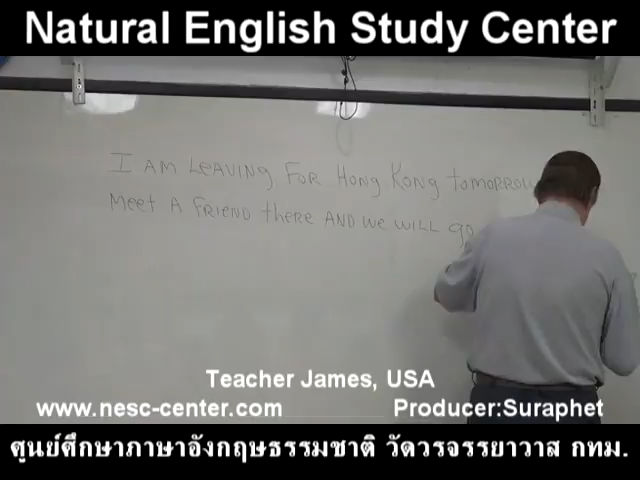 Natural English Study Center
I AM LEAVING FOR HONG KONG tOMORROW
MEEt A FRIEND tHERE AND WE WILL go
Teacher James, USA
www.nesc-center.com Producer:Suraphet
ศูนย์ศึกษาภาษาอังกฤษธรรมชาติ วัดวรจรรยาวาส กทม.